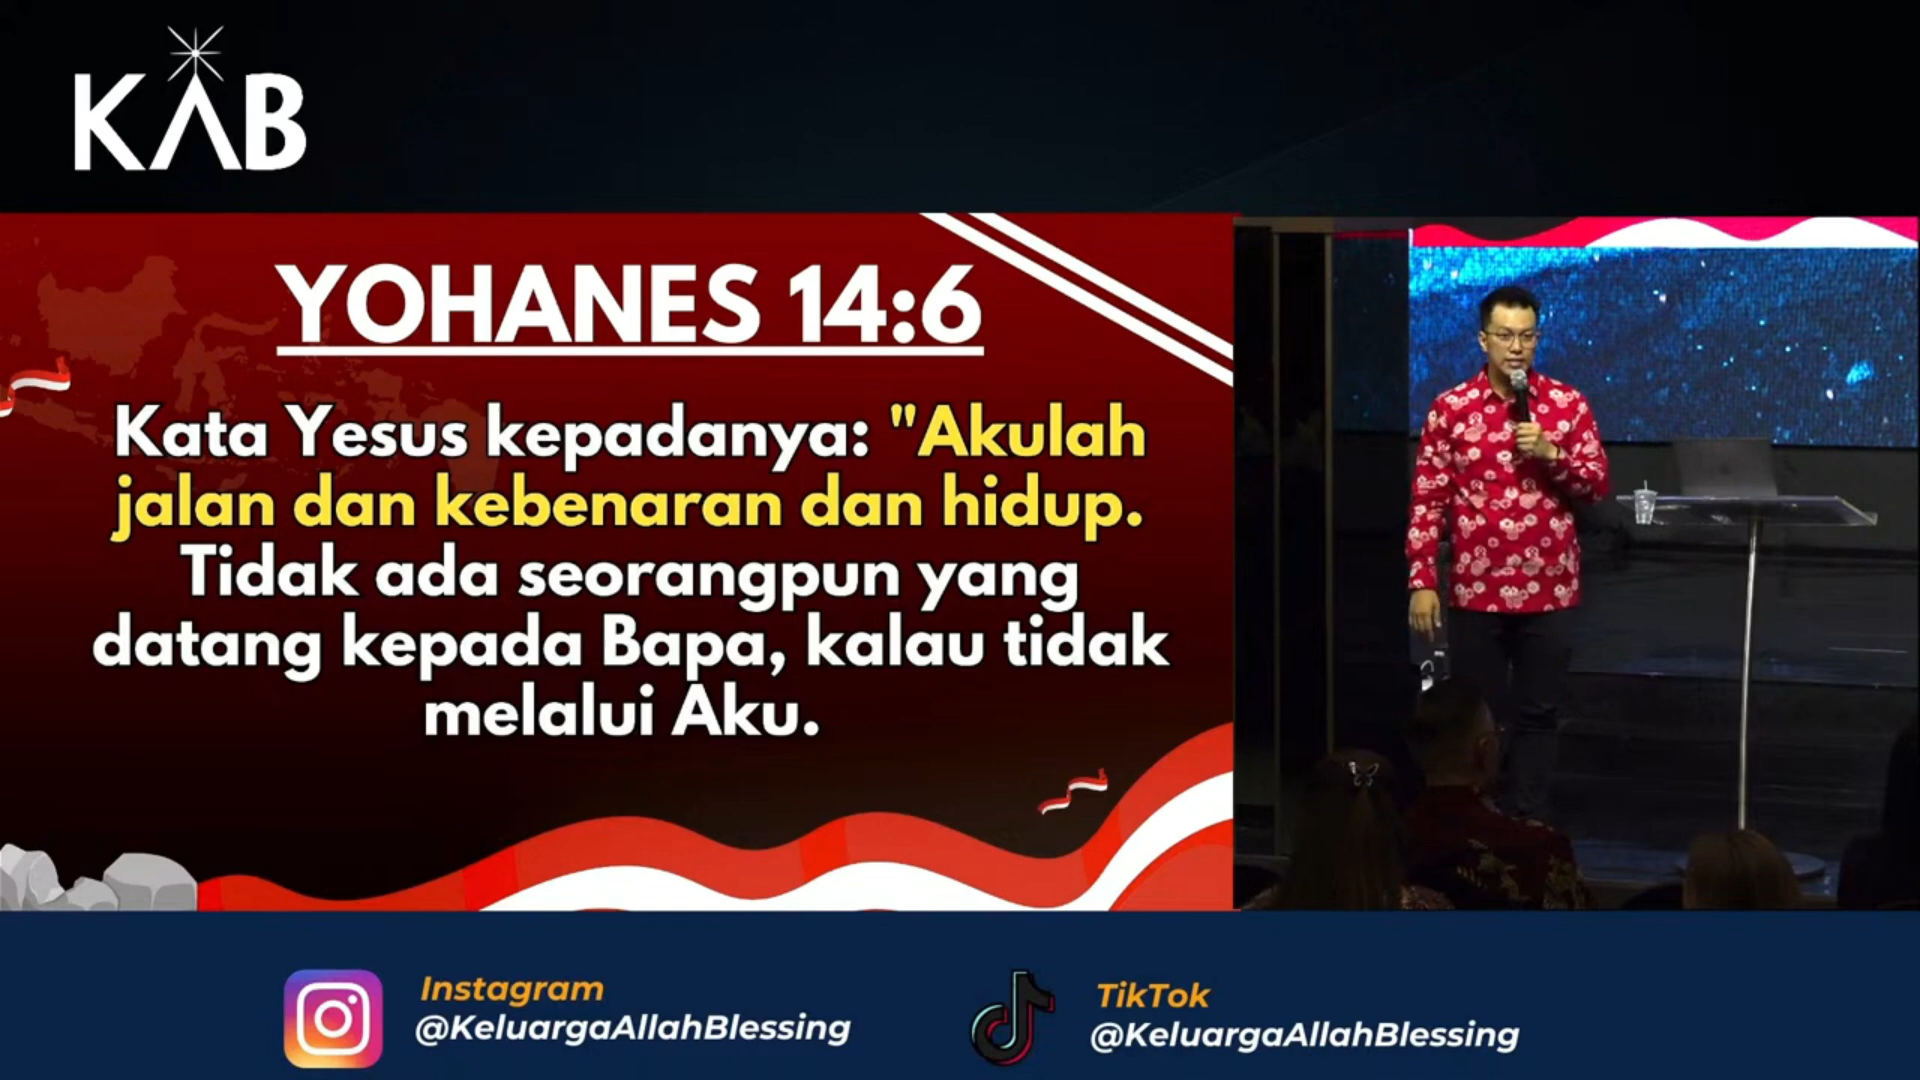 KAB
YOHANES 14:6
Kata Yesus kepadanya: "Akulah
jalan dan kebenaran dan hidup.
Tidak ada seorangpun yang
datang kepada Bapa, kalau tidak
melalui Aku.
Instagram
@KeluargaAllahBlessing
TikTok
@KeluargaAllahBlessing